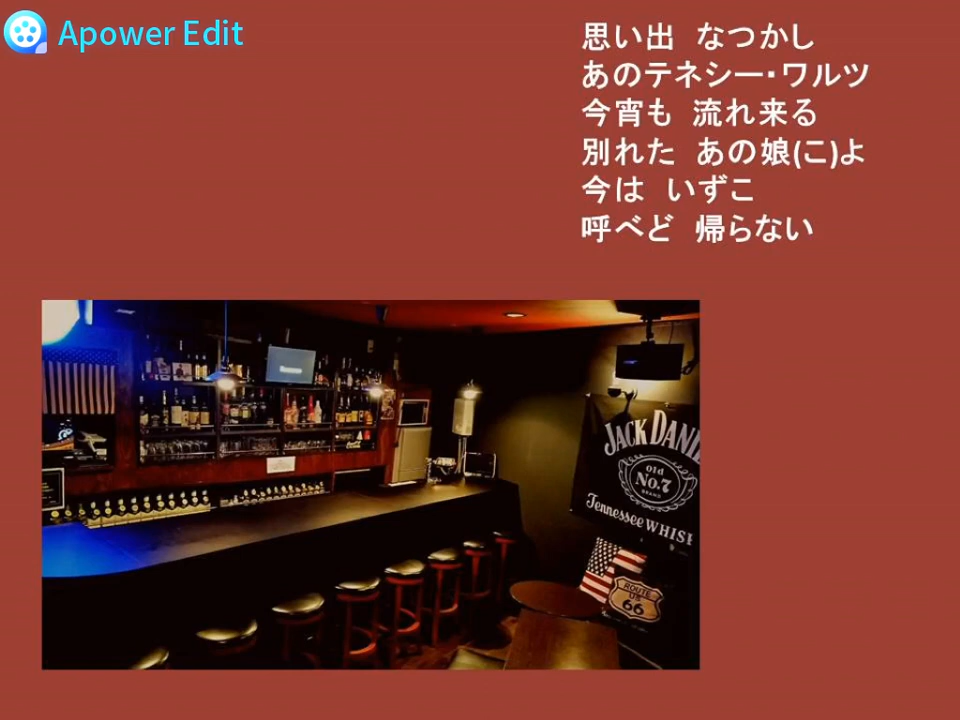 Apower Edit
思い出　なつかし
あのテネシー・ワルツ
今宵も　流れ来る
別れた　あの娘(こ)よ
今は　いずこ
呼べど　帰らない
JACK DANI
Old
No.7
BRAND
Tennessee WHISK
ROUTE
US
66